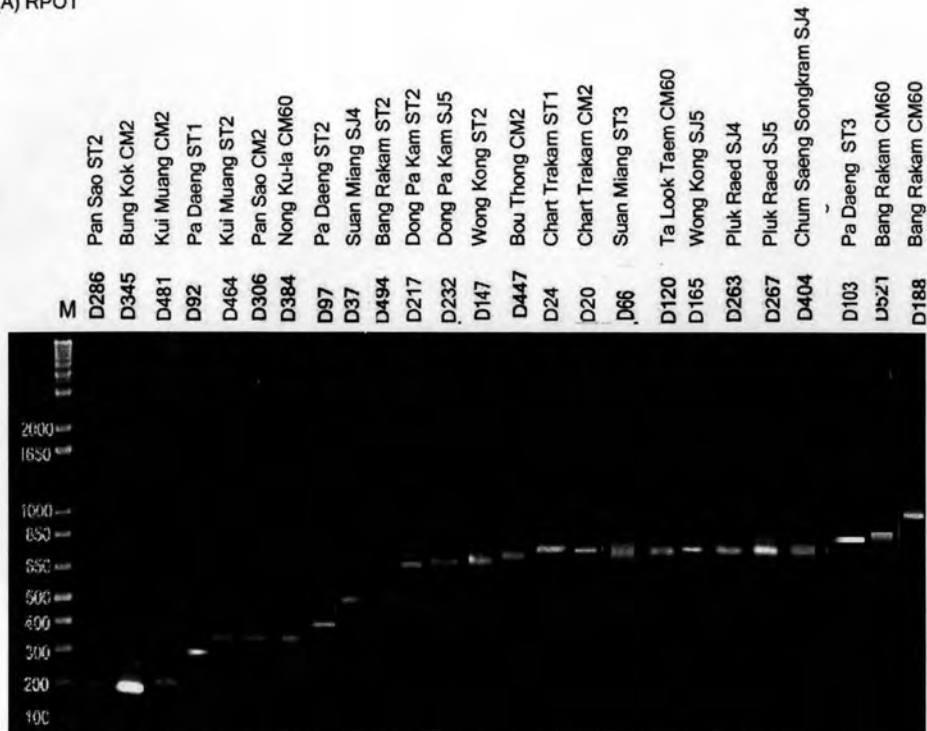 (A) RPOT
M
D286 Pan Sao ST2
D345 Bung Kok CM2
D481 Kui Muang CM2
D92 Pa Daeng ST1
D464 Kui Muang ST2
D306 Pan Sao CM2
D384 Nong Ku-la CM60
D97 Pa Daeng ST2
D37 Suan Miang SJ4
D494 Bang Rakam ST2
D217 Dong Pa Kam ST2
D232 Dong Pa Kam SJ5
D147 Wong Kong ST2
D447 Bou Thong CM2
D24 Chart Trakam ST1
D20 Chart Trakam CM2
D66 Suan Miang ST3
D120 Ta Look Taem CM60
D165 Wong Kong SJ5
D263 Pluk Raed SJ4
D267 Pluk Raed SJ5
D404 Chum Saeng Songkram SJ4
D103 Pa Daeng ST3
D521 Bang Rakam CM60
D188 Bang Rakam CM60
2000
1650
1000
850
650
500
400
300
200
100